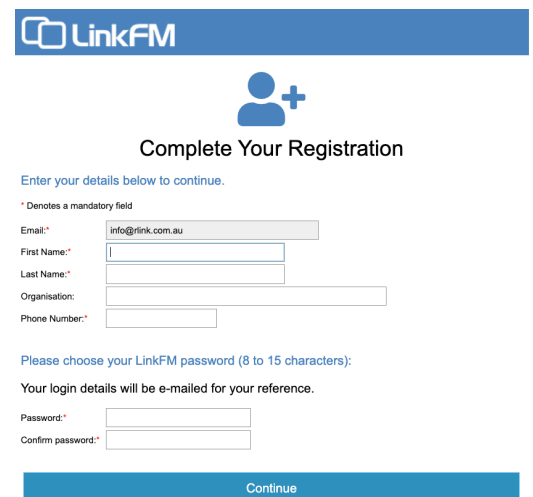 LinkFM
Complete Your Registration
Enter your details below to continue.
* Denotes a mandatory field
Email:* info@rlink.com.au
First Name:*
Last Name:*
Organisation:
Phone Number:*
Please choose your LinkFM password (8 to 15 characters):
Your login details will be e-mailed for your reference.
Password:*
Confirm password:*
Continue